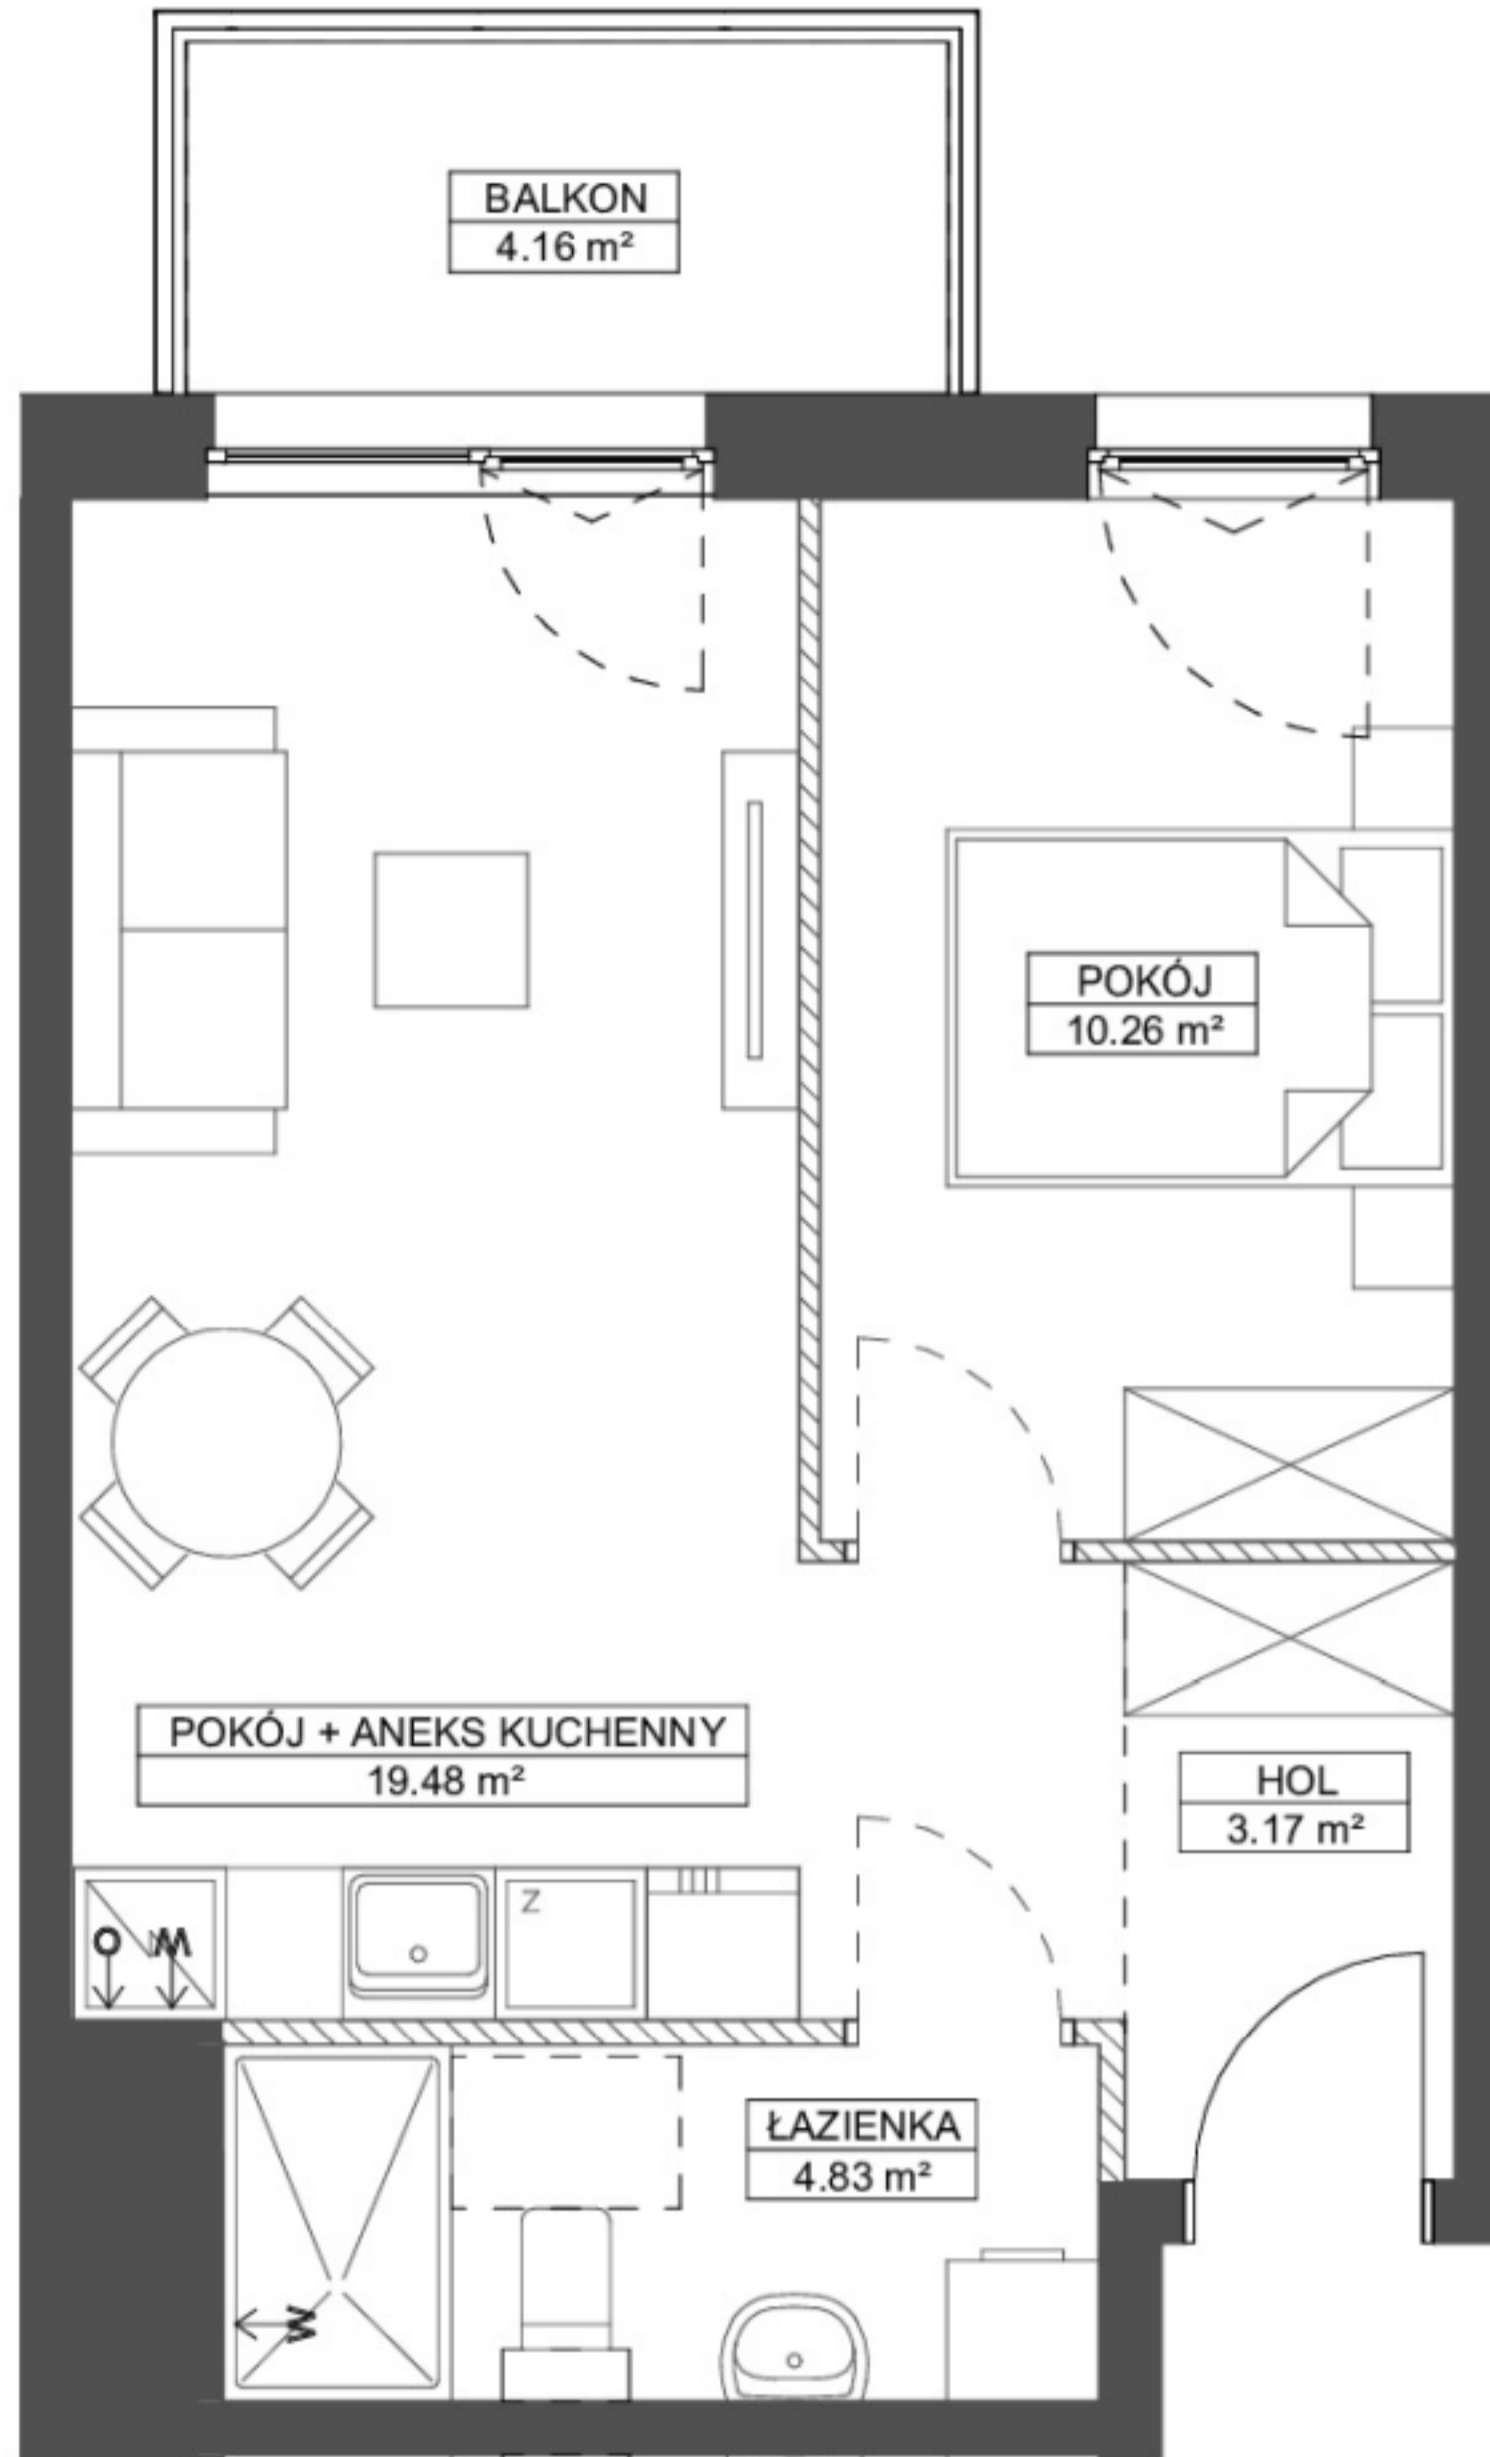 BALKON
4.16 m²
POKÓJ
10.26 m²
POKÓJ + ANEKS KUCHENNY
19.48 m²
HOL
3.17 m²
O W
Z
ŁAZIENKA
4.83 m²
W